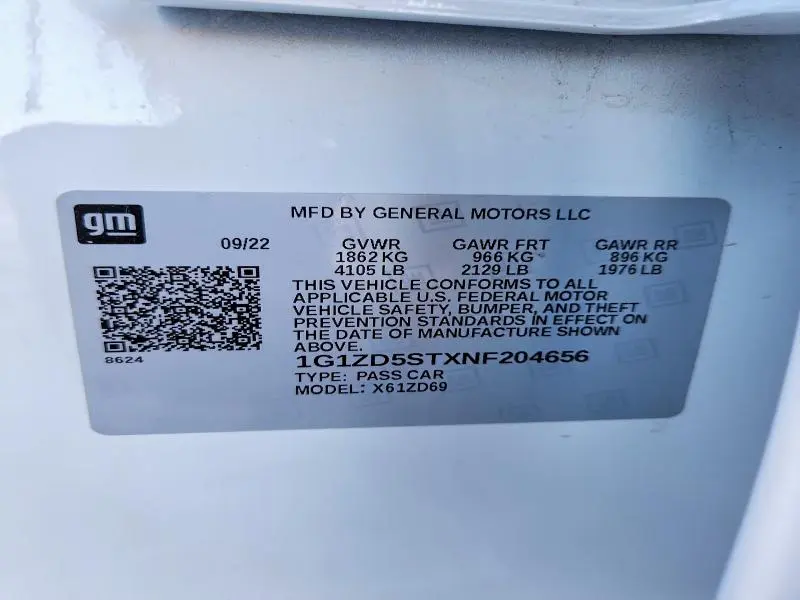 gm
MFD BY GENERAL MOTORS LLC
09/22 GVWR GAWR FRT GAWR RR
1862 KG 966 KG 896 KG
4105 LB 2129 LB 1976 LB
THIS VEHICLE CONFORMS TO ALL
APPLICABLE U.S. FEDERAL MOTOR
VEHICLE SAFETY, BUMPER, AND THEFT
PREVENTION STANDARDS IN EFFECT ON
THE DATE OF MANUFACTURE SHOWN
ABOVE.
8624
1G1ZD5STXNF204656
TYPE: PASS CAR
MODEL: X61ZD69